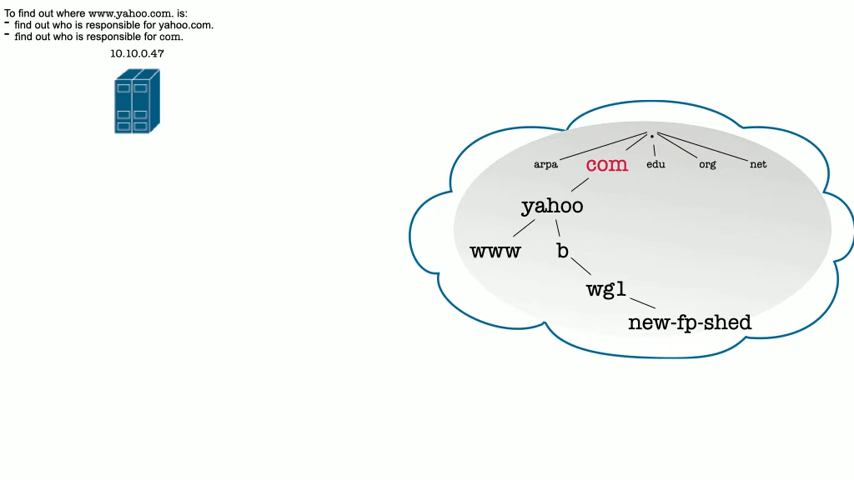 To find out where www.yahoo.com. is:
- find out who is responsible for yahoo.com.
- find out who is responsible for com.
10.10.0.47
.
arpa com edu org net
yahoo
www b
wgl
new-fp-shed